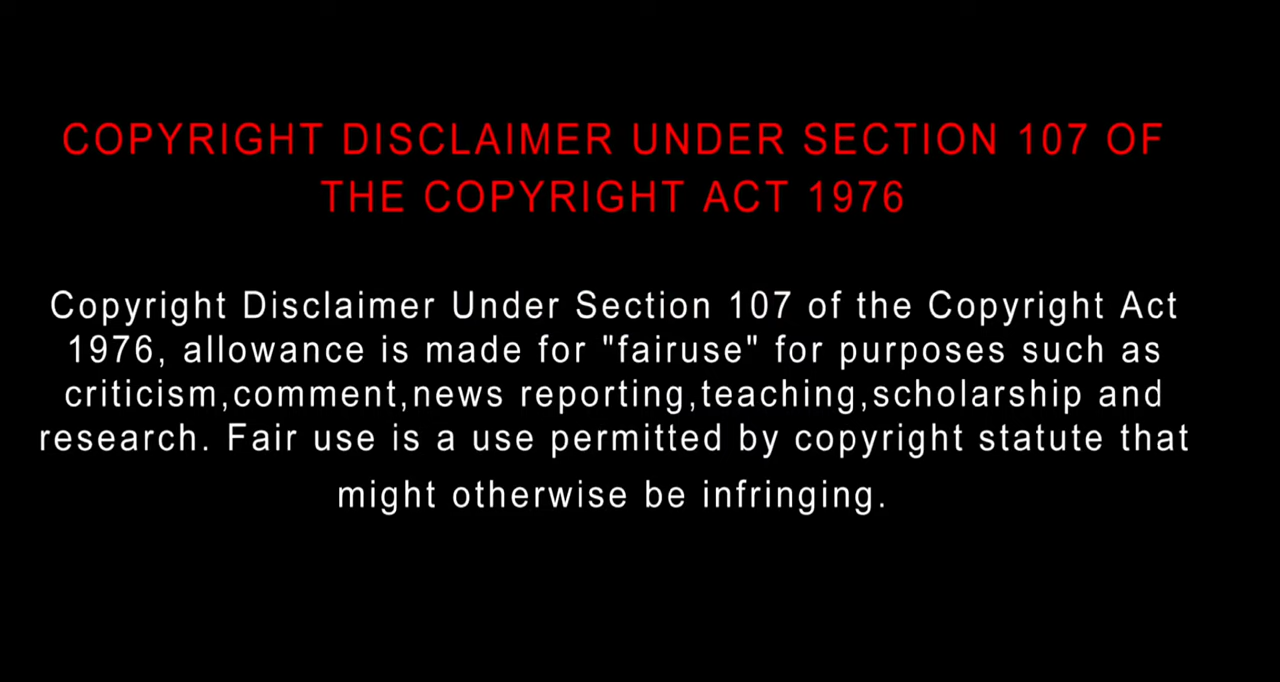 COPYRIGHT DISCLAIMER UNDER SECTION 107 OF
THE COPYRIGHT ACT 1976
Copyright Disclaimer Under Section 107 of the Copyright Act
1976, allowance is made for "fairuse" for purposes such as
criticism,comment,news reporting,teaching,scholarship and
research. Fair use is a use permitted by copyright statute that
might otherwise be infringing.